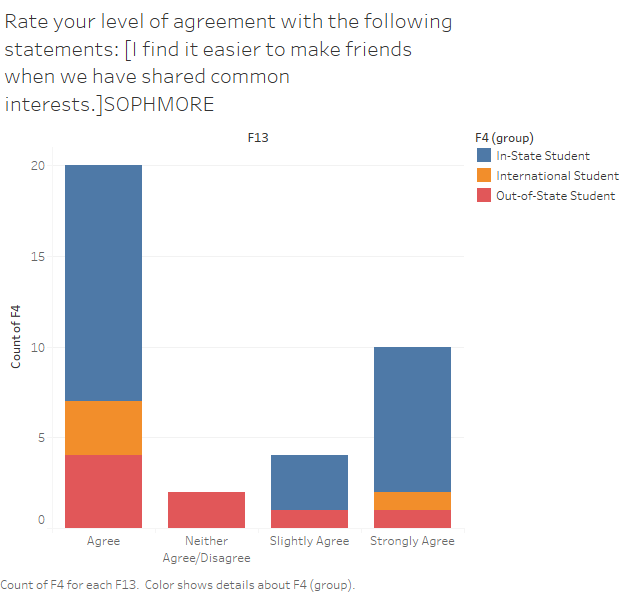 Rate your level of agreement with the following
statements: [I find it easier to make friends
when we have shared common
interests.]SOPHMORE
F13
F4 (group)
In-State Student
International Student
Out-of-State Student
Count of F4
20
15
10
5
0
Agree
Neither
Agree/Disagree
Slightly Agree
Strongly Agree
Count of F4 for each F13. Color shows details about F4 (group).